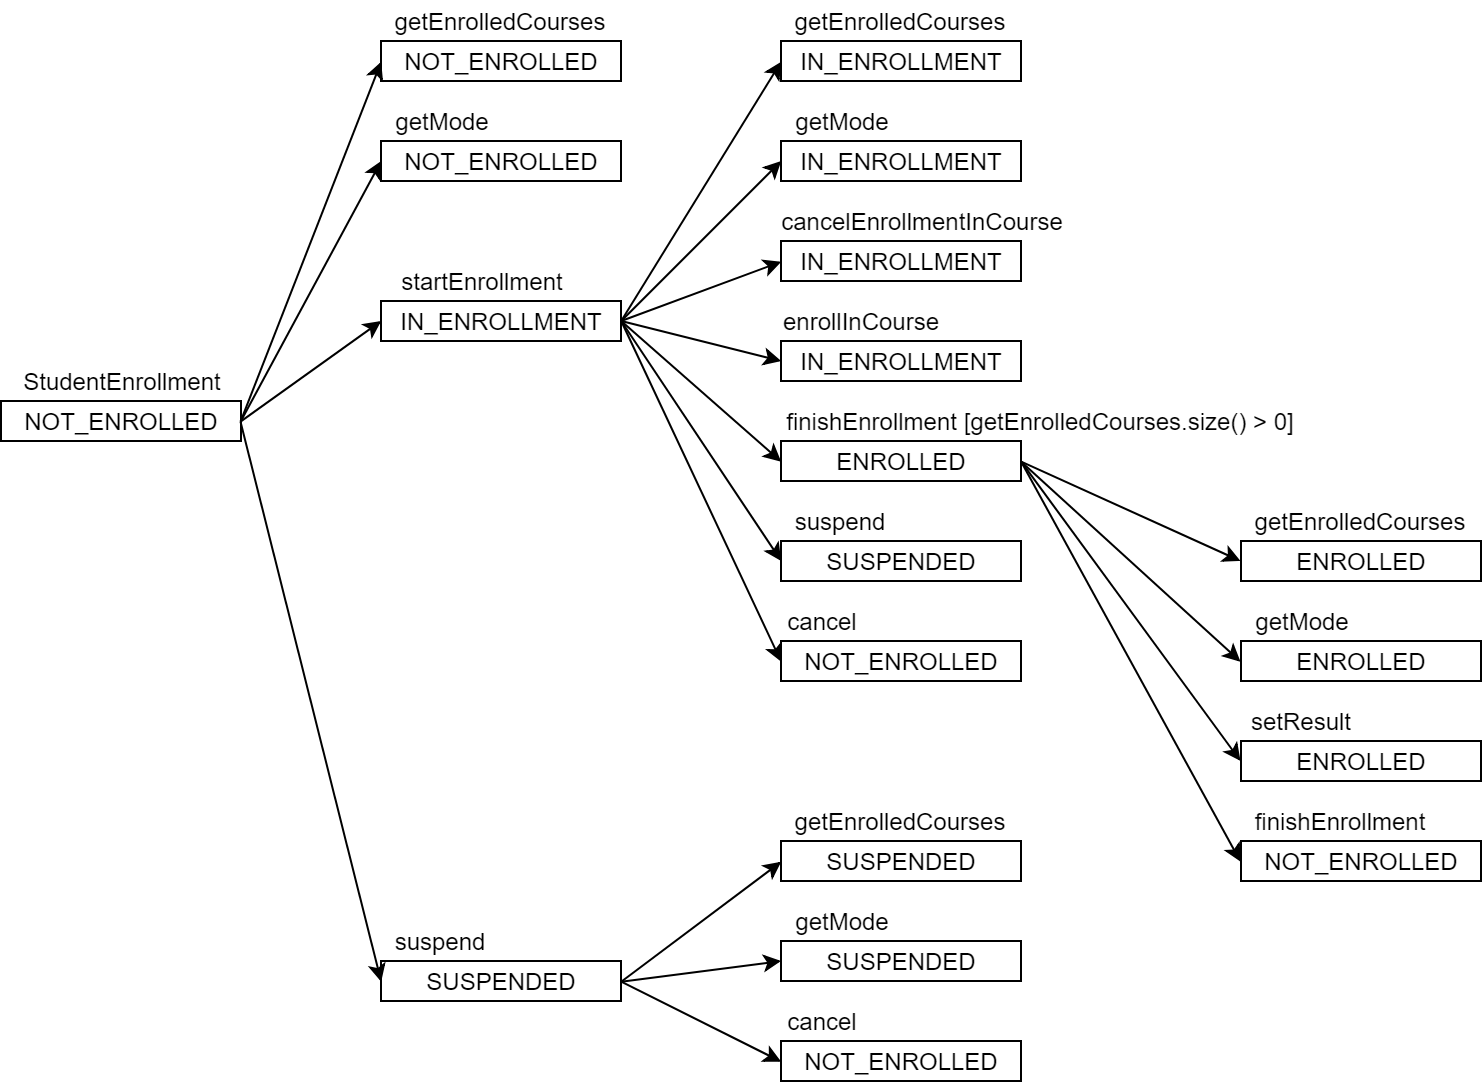 StudentEnrollment
NOT_ENROLLED
getEnrolledCourses
NOT_ENROLLED
getMode
NOT_ENROLLED
startEnrollment
IN_ENROLLMENT
suspend
SUSPENDED
getEnrolledCourses
IN_ENROLLMENT
getMode
IN_ENROLLMENT
cancelEnrollmentInCourse
IN_ENROLLMENT
enrollInCourse
IN_ENROLLMENT
finishEnrollment [getEnrolledCourses.size() > 0]
ENROLLED
suspend
SUSPENDED
cancel
NOT_ENROLLED
getEnrolledCourses
SUSPENDED
getMode
SUSPENDED
cancel
NOT_ENROLLED
getEnrolledCourses
ENROLLED
getMode
ENROLLED
setResult
ENROLLED
finishEnrollment
NOT_ENROLLED